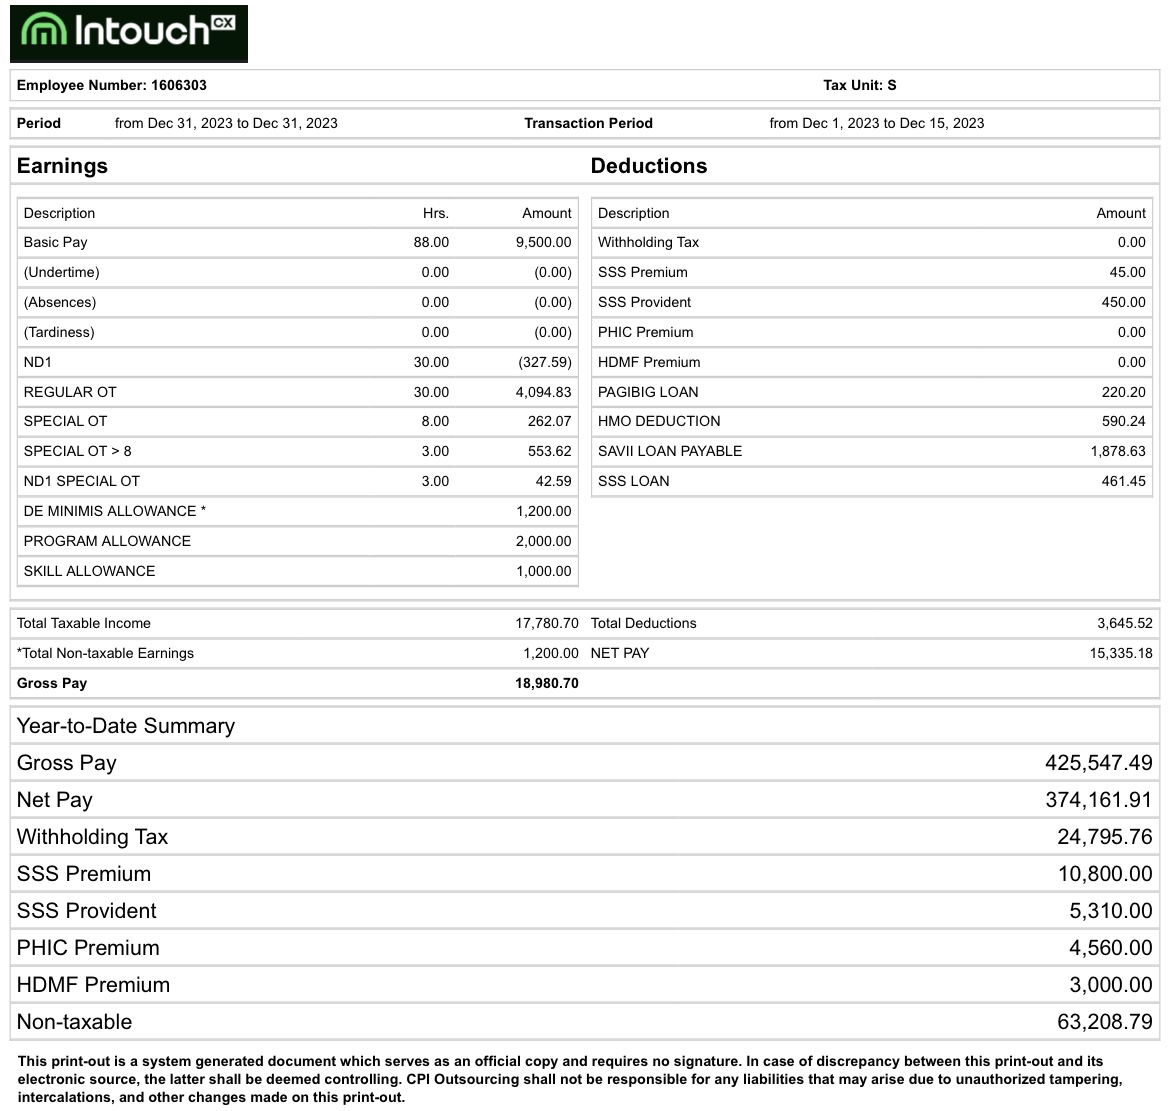 Intouch CX
Employee Number: 1606303 Tax Unit: S
Period from Dec 31, 2023 to Dec 31, 2023 Transaction Period from Dec 1, 2023 to Dec 15, 2023
Earnings Deductions
Description Hrs. Amount Description Amount
Basic Pay 88.00 9,500.00 Withholding Tax 0.00
(Undertime) 0.00 (0.00) SSS Premium 45.00
(Absences) 0.00 (0.00) SSS Provident 450.00
(Tardiness) 0.00 (0.00) PHIC Premium 0.00
ND1 30.00 (327.59) HDMF Premium 0.00
REGULAR OT 30.00 4,094.83 PAGIBIG LOAN 220.20
SPECIAL OT 8.00 262.07 HMO DEDUCTION 590.24
SPECIAL OT > 8 3.00 553.62 SAVII LOAN PAYABLE 1,878.63
ND1 SPECIAL OT 3.00 42.59 SSS LOAN 461.45
DE MINIMIS ALLOWANCE * 1,200.00
PROGRAM ALLOWANCE 2,000.00
SKILL ALLOWANCE 1,000.00
Total Taxable Income 17,780.70 Total Deductions 3,645.52
*Total Non-taxable Earnings 1,200.00 NET PAY 15,335.18
Gross Pay 18,980.70
Year-to-Date Summary
Gross Pay 425,547.49
Net Pay 374,161.91
Withholding Tax 24,795.76
SSS Premium 10,800.00
SSS Provident 5,310.00
PHIC Premium 4,560.00
HDMF Premium 3,000.00
Non-taxable 63,208.79
This print-out is a system generated document which serves as an official copy and requires no signature. In case of discrepancy between this print-out and its
electronic source, the latter shall be deemed controlling. CPI Outsourcing shall not be responsible for any liabilities that may arise due to unauthorized tampering,
intercalations, and other changes made on this print-out.